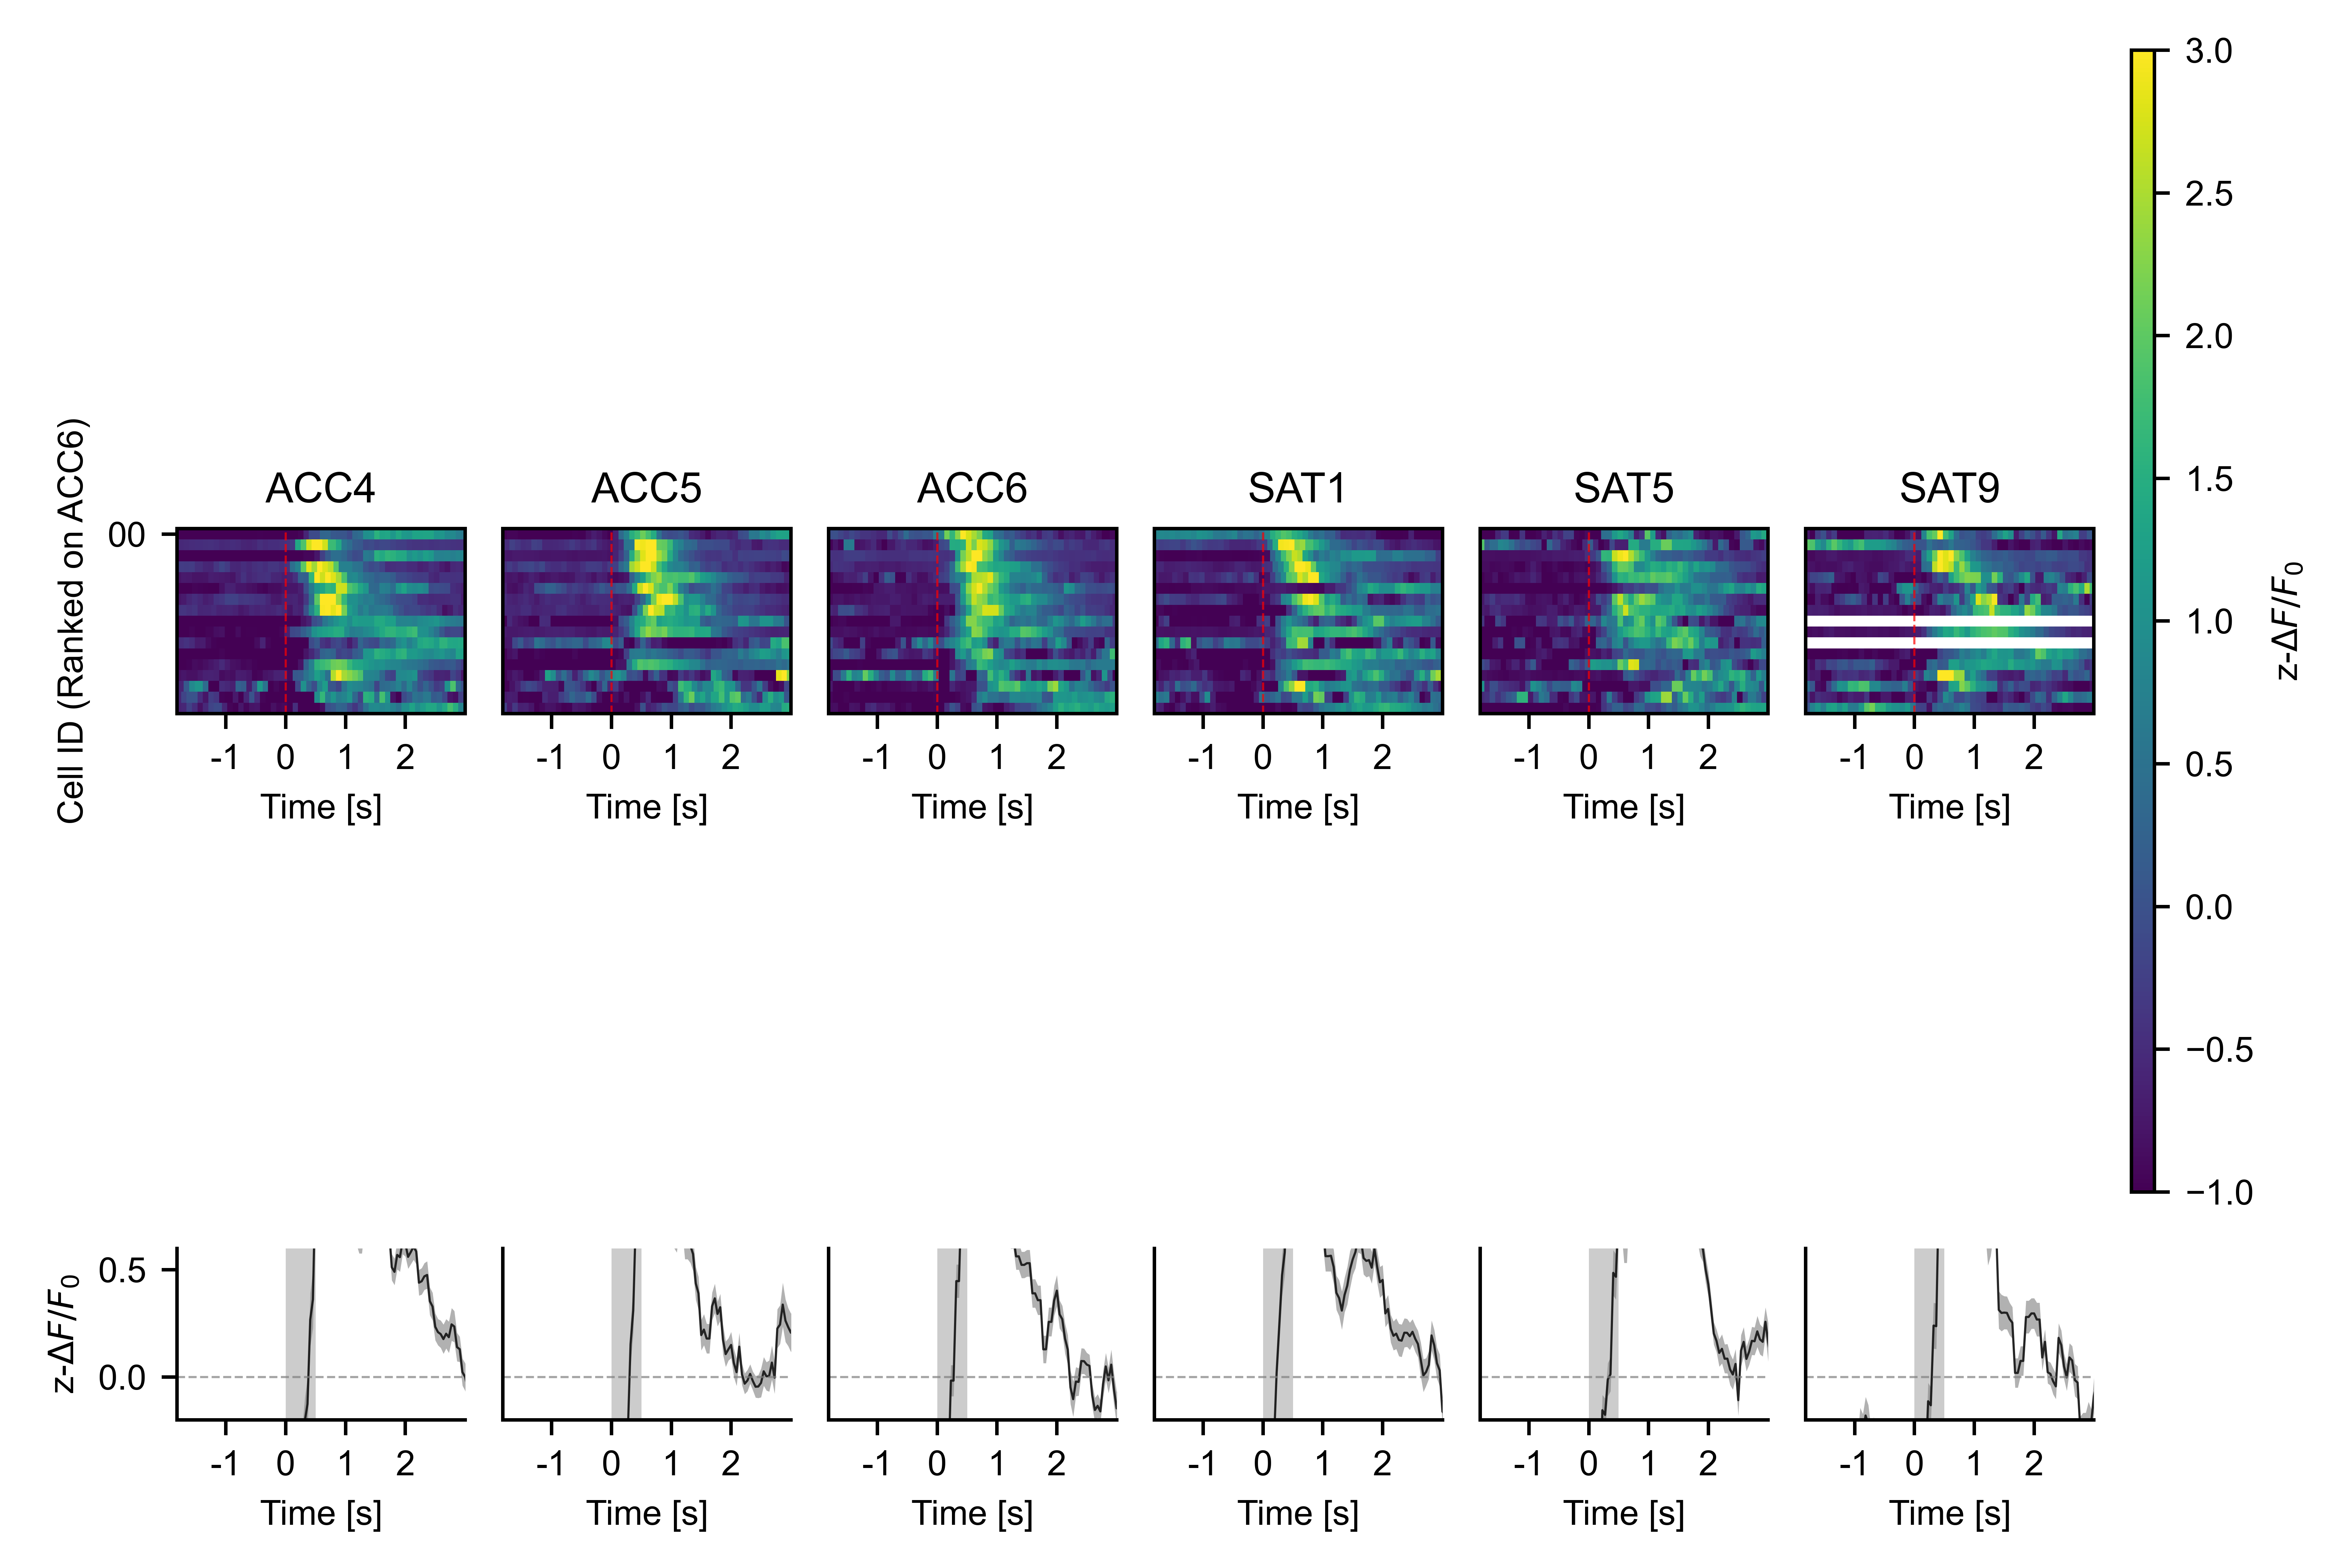 ACC4 ACC5 ACC6 SAT1 SAT5 SAT9
Cell ID (Ranked on ACC6)
00
-1 0 1 2 -1 0 1 2 -1 0 1 2 -1 0 1 2 -1 0 1 2 -1 0 1 2
Time [s] Time [s] Time [s] Time [s] Time [s] Time [s]
3.0
2.5
2.0
1.5
1.0
0.5
0.0
−0.5
−1.0
z-ΔF/F0
z-ΔF/F0
0.5
0.0
-1 0 1 2 -1 0 1 2 -1 0 1 2 -1 0 1 2 -1 0 1 2 -1 0 1 2
Time [s] Time [s] Time [s] Time [s] Time [s] Time [s]